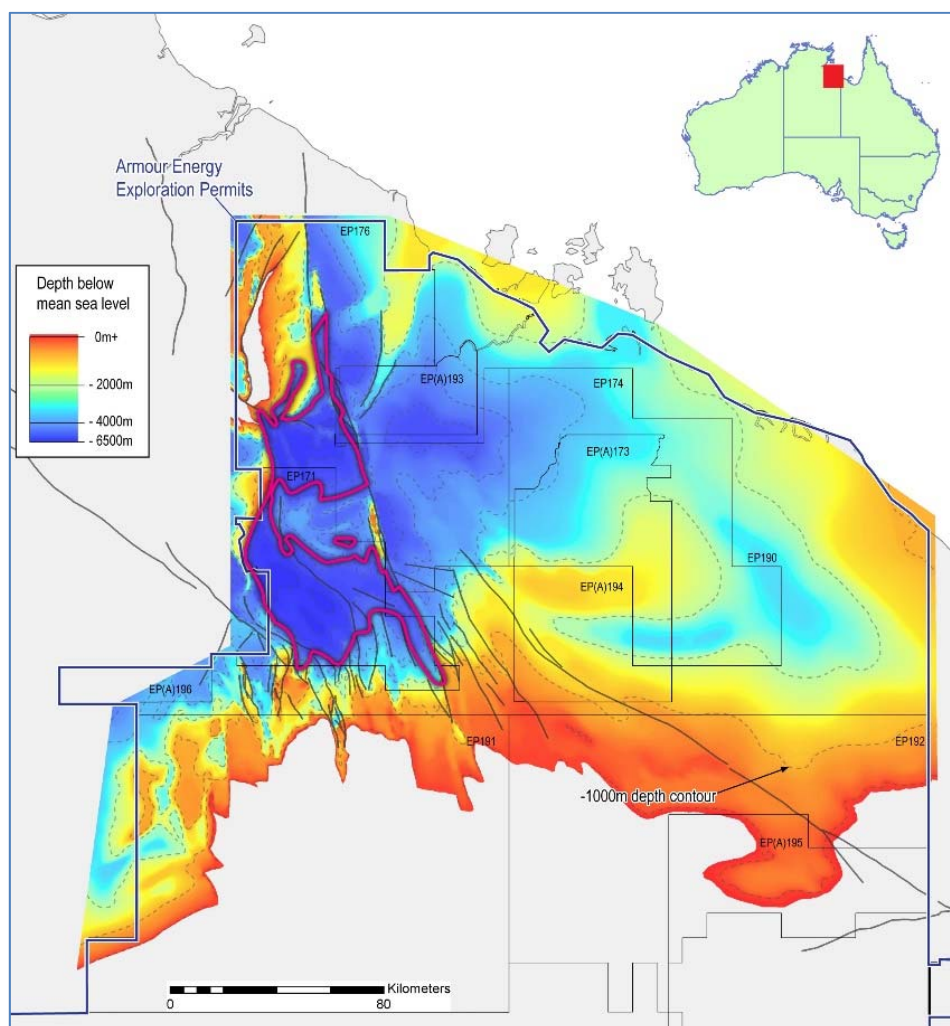 Armour Energy
Exploration Permits
EP176
Depth below
mean sea level
0m+
- 2000m
- 4000m
- 6500m
EP(A)193
EP174
EP(A)173
EP171
EP190
EP(A)194
EP(A)196
EP191
EP192
-1000m depth contour
EP(A)195
Kilometers
0
80